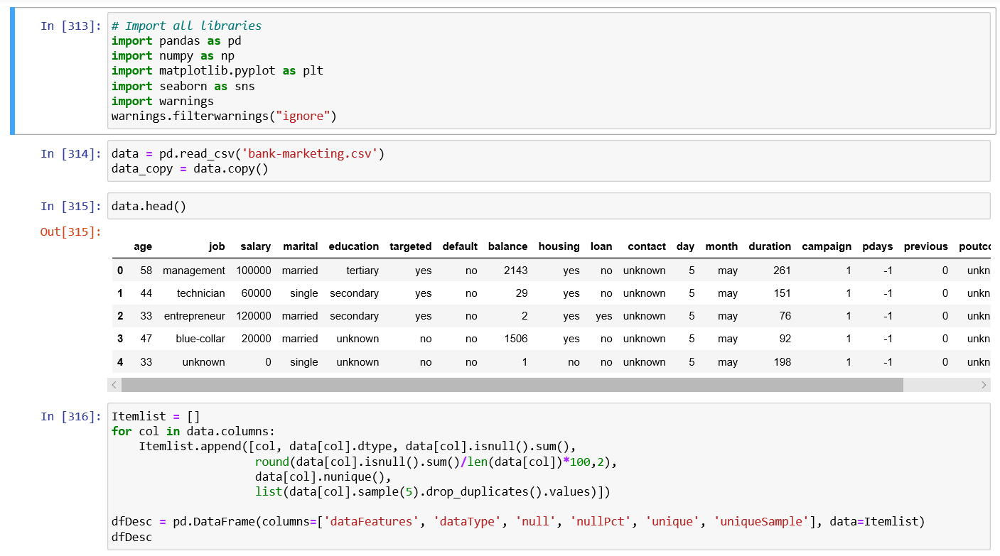 In [313]: # Import all libraries
import pandas as pd
import numpy as np
import matplotlib.pyplot as plt
import seaborn as sns
import warnings
warnings.filterwarnings("ignore")
In [314]: data = pd.read_csv('bank-marketing.csv')
data_copy = data.copy()
In [315]: data.head()
Out[315]:
age job salary marital education targeted default balance housing loan contact day month duration campaign pdays previous poutco
0 58 management 100000 married tertiary yes no 2143 yes no unknown 5 may 261 1 -1 0 unkn
1 44 technician 60000 single secondary yes no 29 yes no unknown 5 may 151 1 -1 0 unkn
2 33 entrepreneur 120000 married secondary yes no 2 yes yes unknown 5 may 76 1 -1 0 unkn
3 47 blue-collar 20000 married unknown no no 1506 yes no unknown 5 may 92 1 -1 0 unkn
4 33 unknown 0 single unknown no no 1 no no unknown 5 may 198 1 -1 0 unkn
In [316]: Itemlist = []
for col in data.columns:
    Itemlist.append([col, data[col].dtype, data[col].isnull().sum(),
                     round(data[col].isnull().sum()/len(data[col])*100,2),
                     data[col].nunique(),
                     list(data[col].sample(5).drop_duplicates().values)])
dfDesc = pd.DataFrame(columns=['dataFeatures', 'dataType', 'null', 'nullPct', 'unique', 'uniqueSample'], data=Itemlist)
dfDesc